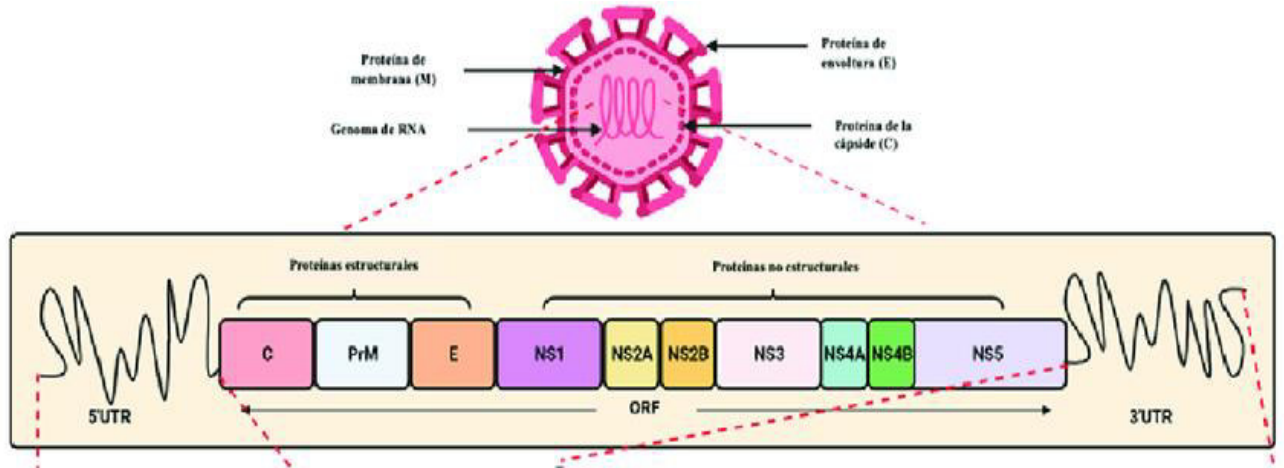 Proteína de
membrana (M)
Genoma de RNA
Proteína de
envoltura (E)
Proteína de la
cápside (C)
Proteínas estructurales
Proteínas no estructurales
C
PrM
E
NS1
NS2A
NS2B
NS3
NS4A
NS4B
NS5
ORF
5'UTR
3'UTR